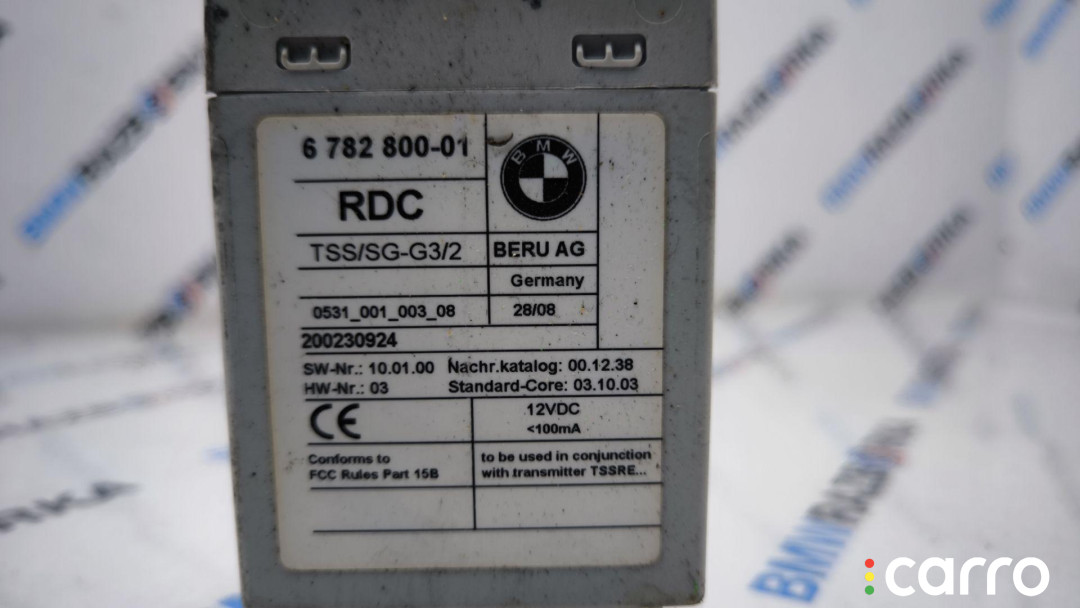 6 782 800-01
BMW
RDC
TSS/SG-G3/2
BERU AG
Germany
0531_001_003_08
28/08
200230924
SW-Nr.: 10.01.00 Nachr.katalog: 00.12.38
HW-Nr.: 03 Standard-Core: 03.10.03
CE
12VDC
<100mA
Conforms to
FCC Rules Part 15B
to be used in conjunction
with transmitter TSSRE...
carro